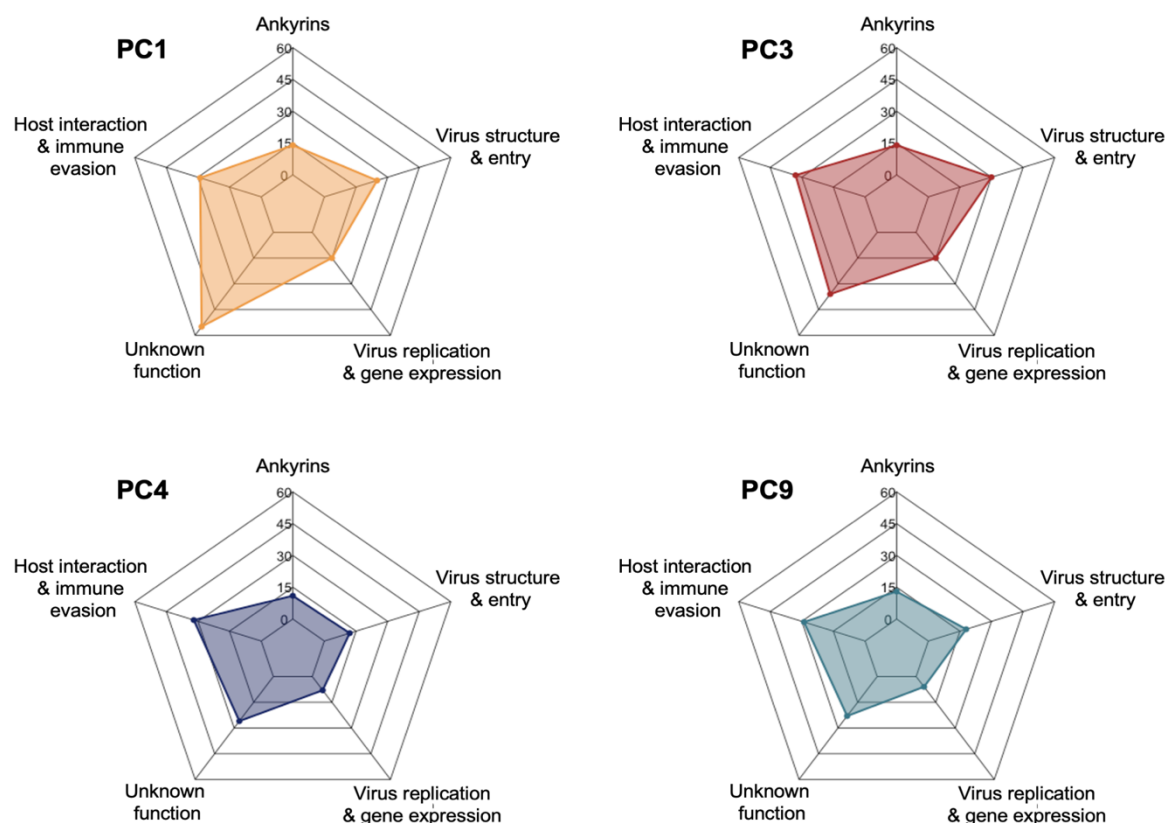 Ankyrins
PC1
60
45
30
15
0
Host interaction
& immune
evasion
Virus structure
& entry
Unknown
function
Virus replication
& gene expression
Ankyrins
PC3
60
45
30
15
0
Host interaction
& immune
evasion
Virus structure
& entry
Unknown
function
Virus replication
& gene expression
Ankyrins
PC4
60
45
30
15
0
Host interaction
& immune
evasion
Virus structure
& entry
Unknown
function
Virus replication
& gene expression
Ankyrins
PC9
60
45
30
15
0
Host interaction
& immune
evasion
Virus structure
& entry
Unknown
function
Virus replication
& gene expression